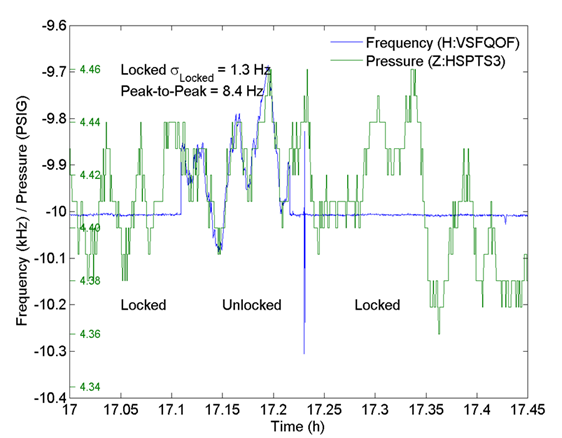 Frequency (H:VSFQOF)
Pressure (Z:HSPTS3)
Locked σLocked = 1.3 Hz
Peak-to-Peak = 8.4 Hz
Frequency (kHz) / Pressure (PSIG)
-9.6
-9.7
-9.8
-9.9
-10
-10.1
-10.2
-10.3
-10.4
4.46
4.44
4.42
4.40
4.38
4.36
4.34
Locked
Unlocked
Locked
17
17.05
17.1
17.15
17.2
17.25
17.3
17.35
17.4
17.45
Time (h)